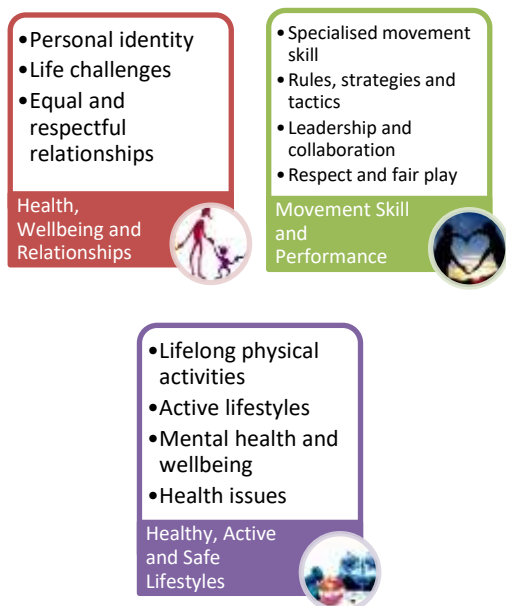 •Personal identity
•Life challenges
•Equal and
respectful
relationships
Health,
Wellbeing and
Relationships
•Specialised movement
skill
•Rules, strategies and
tactics
•Leadership and
collaboration
•Respect and fair play
Movement Skill
and
Performance
•Lifelong physical
activities
•Active lifestyles
•Mental health and
wellbeing
•Health issues
Healthy, Active
and Safe
Lifestyles